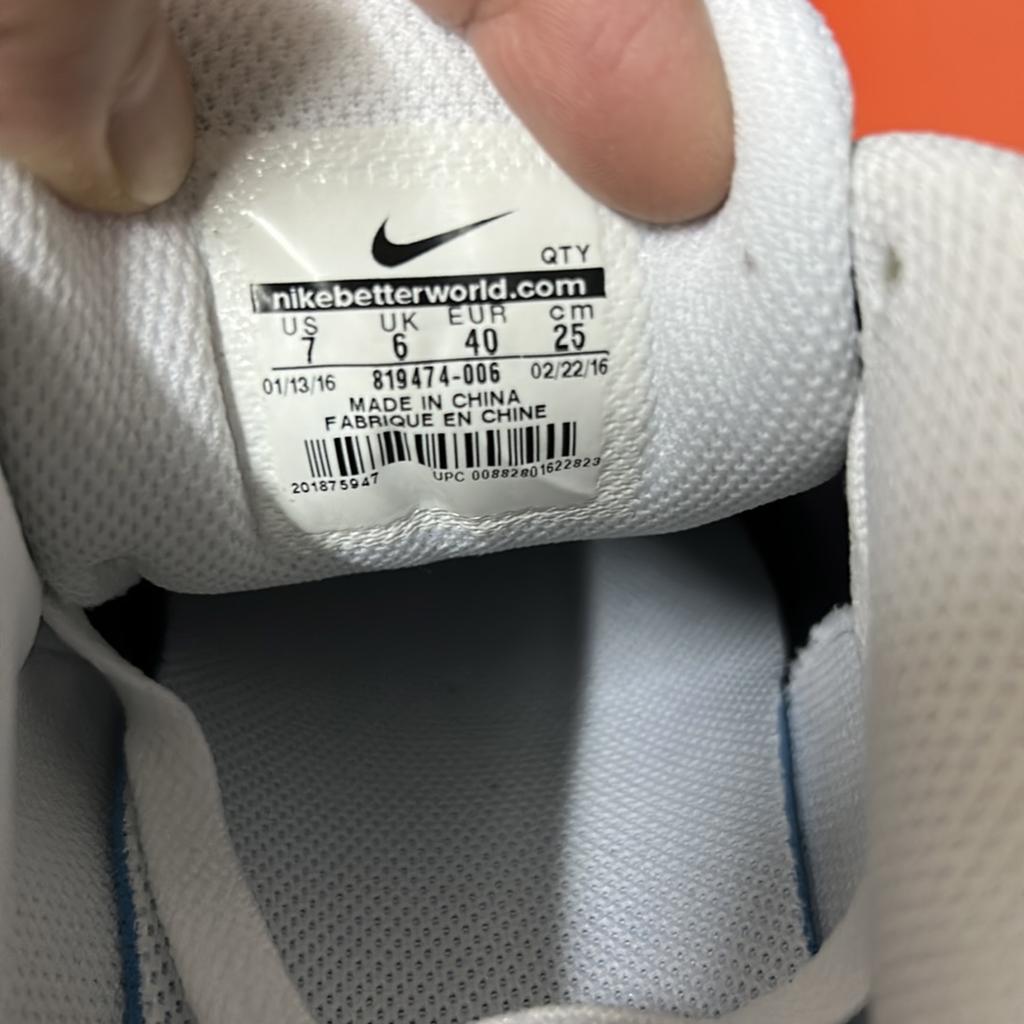 QTY
nikebetterworld.com
US UK EUR cm
7 6 40 25
01/13/16 819474-006 02/22/16
MADE IN CHINA
FABRIQUE EN CHINE
201875947 UPC 00882801622823